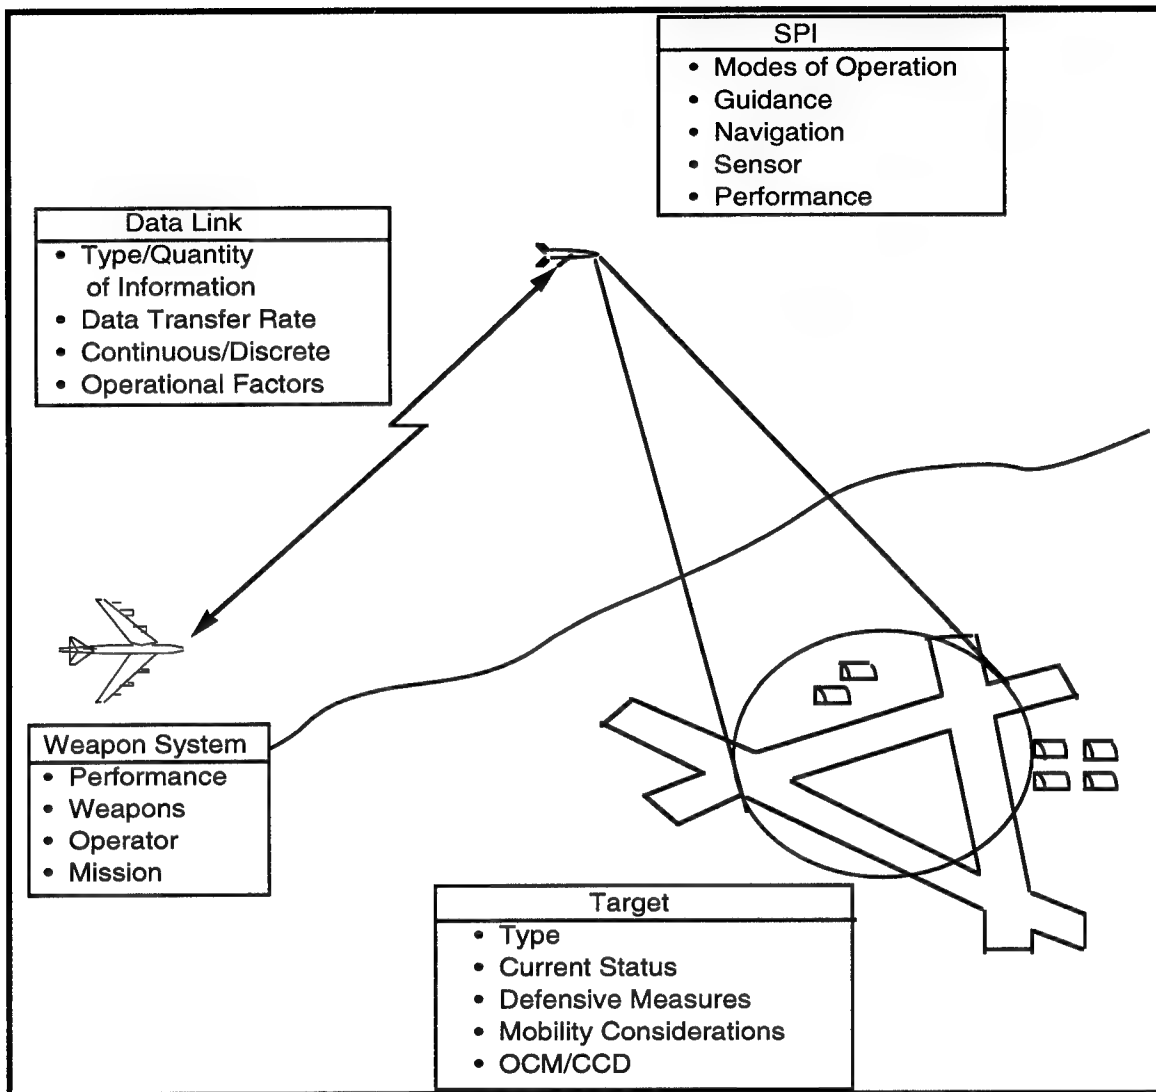 SPI
• Modes of Operation
• Guidance
• Navigation
• Sensor
• Performance
Data Link
• Type/Quantity
of Information
• Data Transfer Rate
• Continuous/Discrete
• Operational Factors
Weapon System
• Performance
• Weapons
• Operator
• Mission
Target
• Type
• Current Status
• Defensive Measures
• Mobility Considerations
• OCM/CCD